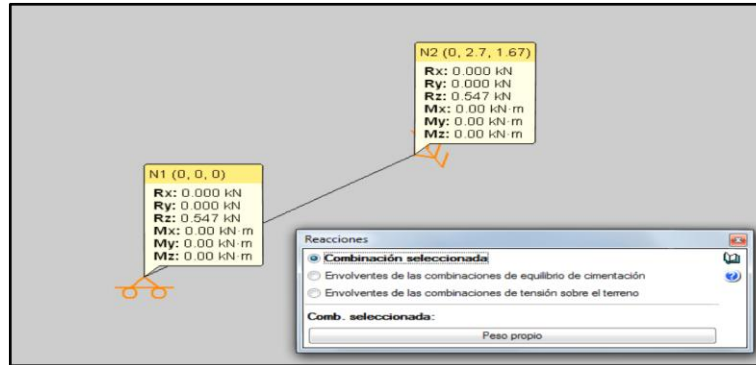 N2 (0, 2.7, 1.67)
Rx: 0.000 kN
Ry: 0.000 kN
Rz: 0.547 kN
Mx: 0.00 kN·m
My: 0.00 kN·m
Mz: 0.00 kN·m
N1 (0, 0, 0)
Rx: 0.000 kN
Ry: 0.000 kN
Rz: 0.547 kN
Mx: 0.00 kN·m
My: 0.00 kN·m
Mz: 0.00 kN·m
Reacciones
Combinación seleccionada
Envolventes de las combinaciones de equilibrio de cimentación
Envolventes de las combinaciones de tensión sobre el terreno
Comb. seleccionada:
Peso propio